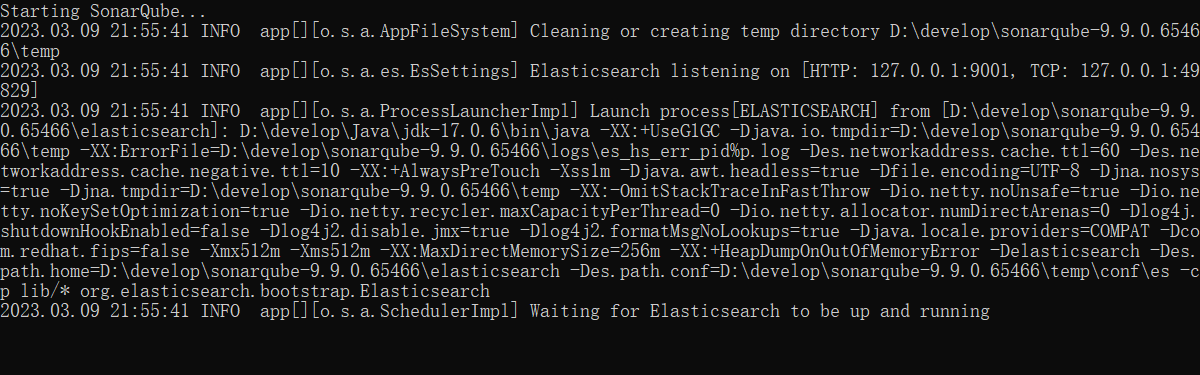 Starting SonarQube...
2023.03.09 21:55:41 INFO  app[][o.s.a.AppFileSystem] Cleaning or creating temp directory D:\develop\sonarqube-9.9.0.6546
6\temp
2023.03.09 21:55:41 INFO  app[][o.s.a.es.EsSettings] Elasticsearch listening on [HTTP: 127.0.0.1:9001, TCP: 127.0.0.1:49
829]
2023.03.09 21:55:41 INFO  app[][o.s.a.ProcessLauncherImpl] Launch process[ELASTICSEARCH] from [D:\develop\sonarqube-9.9.
0.65466\elasticsearch]: D:\develop\Java\jdk-17.0.6\bin\java -XX:+UseG1GC -Djava.io.tmpdir=D:\develop\sonarqube-9.9.0.654
66\temp -XX:ErrorFile=D:\develop\sonarqube-9.9.0.65466\logs\es_hs_err_pid%p.log -Des.networkaddress.cache.ttl=60 -Des.ne
tworkaddress.cache.negative.ttl=10 -XX:+AlwaysPreTouch -Xss1m -Djava.awt.headless=true -Dfile.encoding=UTF-8 -Djna.nosys
=true -Djna.tmpdir=D:\develop\sonarqube-9.9.0.65466\temp -XX:-OmitStackTraceInFastThrow -Dio.netty.noUnsafe=true -Dio.ne
tty.noKeySetOptimization=true -Dio.netty.recycler.maxCapacityPerThread=0 -Dio.netty.allocator.numDirectArenas=0 -Dlog4j.
shutdownHookEnabled=false -Dlog4j2.disable.jmx=true -Dlog4j2.formatMsgNoLookups=true -Djava.locale.providers=COMPAT -Dco
m.redhat.fips=false -Xmx512m -Xms512m -XX:MaxDirectMemorySize=256m -XX:+HeapDumpOnOutOfMemoryError -Delasticsearch -Des.
path.home=D:\develop\sonarqube-9.9.0.65466\elasticsearch -Des.path.conf=D:\develop\sonarqube-9.9.0.65466\temp\conf\es -c
p lib/* org.elasticsearch.bootstrap.Elasticsearch
2023.03.09 21:55:41 INFO  app[][o.s.a.SchedulerImpl] Waiting for Elasticsearch to be up and running